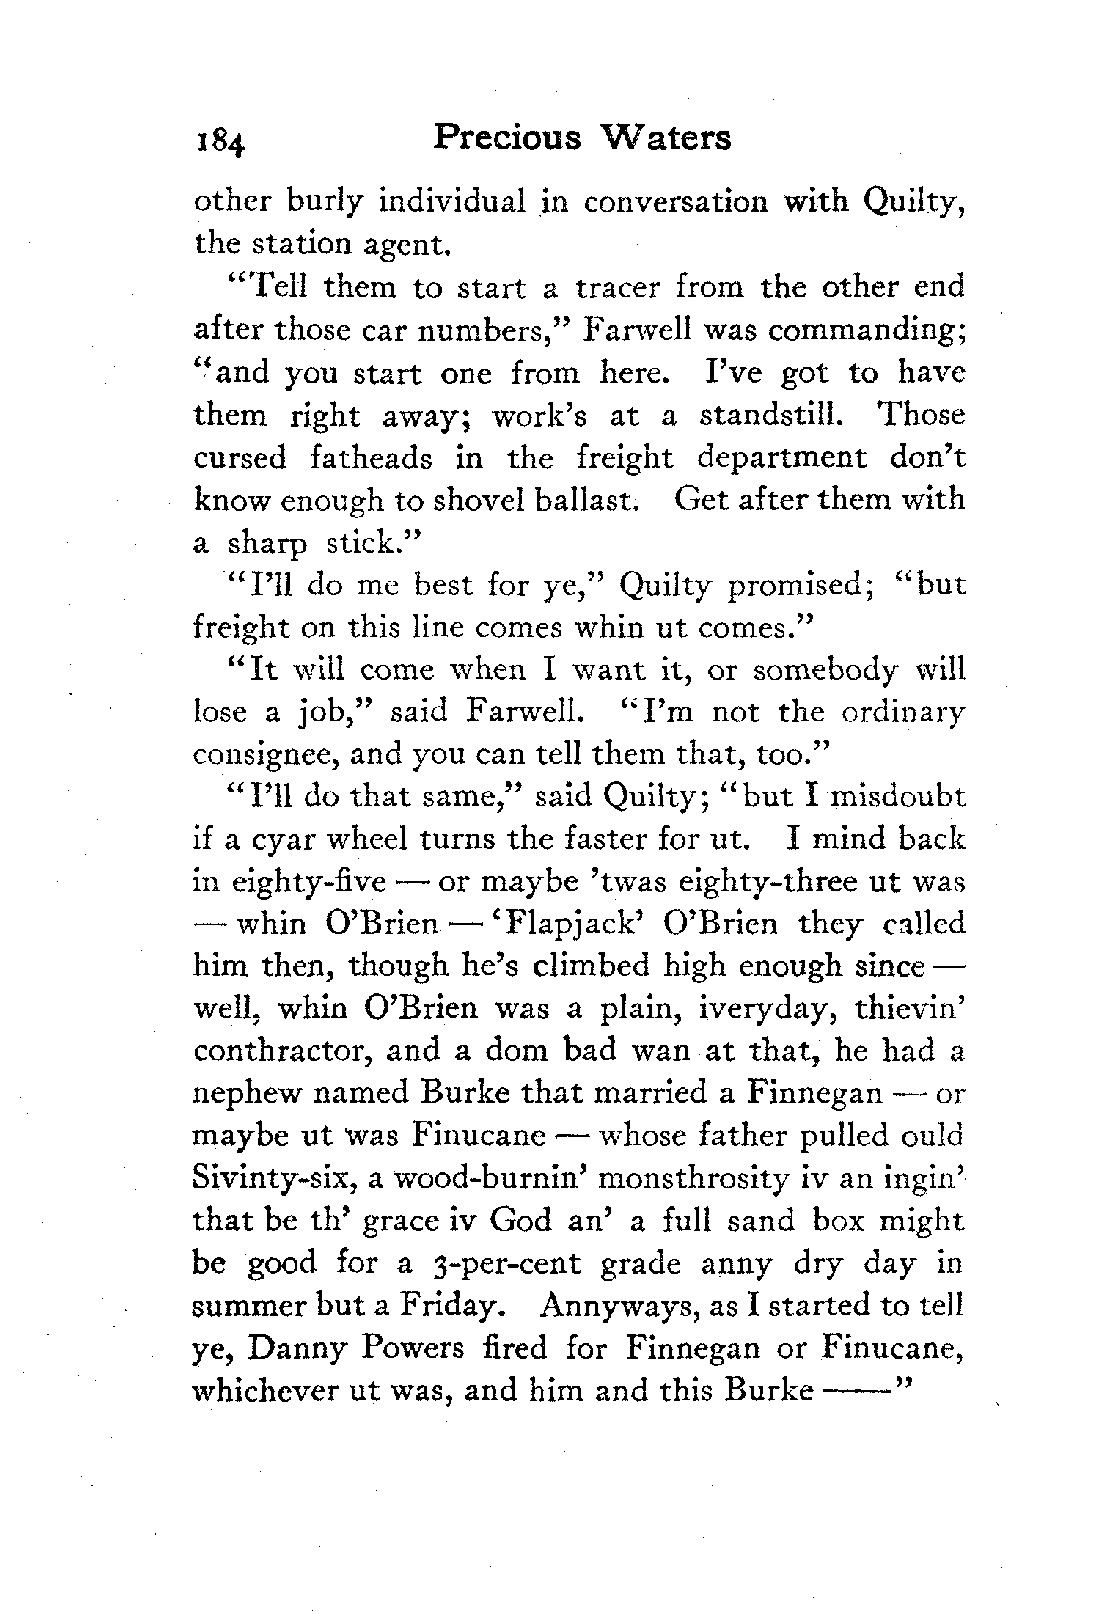 184 Precious Waters
other burly individual in conversation with Quilty,
the station agent.
"Tell them to start a tracer from the other end
after those car numbers," Farwell was commanding;
"and you start one from here. I've got to have
them right away; work's at a standstill. Those
cursed fatheads in the freight department don't
know enough to shovel ballast. Get after them with
a sharp stick."
"I'll do me best for ye," Quilty promised; "but
freight on this line comes whin ut comes."
"It will come when I want it, or somebody will
lose a job," said Farwell. "I'm not the ordinary
consignee, and you can tell them that, too."
"I'll do that same," said Quilty; "but I misdoubt
if a cyar wheel turns the faster for ut. I mind back
in eighty-five — or maybe 'twas eighty-three ut was
— whin O'Brien — 'Flapjack' O'Brien they called
him then, though he's climbed high enough since —
well, whin O'Brien was a plain, iveryday, thievin'
conthractor, and a dom bad wan at that, he had a
nephew named Burke that married a Finnegan — or
maybe ut was Finucane — whose father pulled ould
Sivinty-six, a wood-burnin' monsthrosity iv an ingin'
that be th' grace iv God an' a full sand box might
be good for a 3-per-cent grade anny dry day in
summer but a Friday. Annyways, as I started to tell
ye, Danny Powers fired for Finnegan or Finucane,
whichever ut was, and him and this Burke ——"